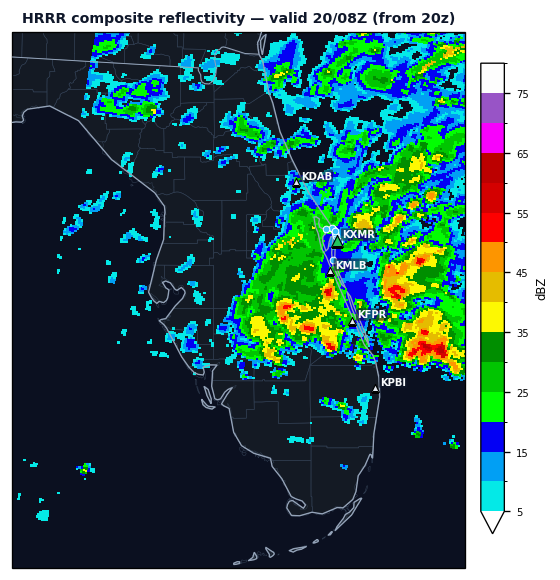 HRRR composite reflectivity — valid 20/08Z (from 20z)
KDAB
KXMR
KMLB
KFPR
KPBI
75
65
55
45
35
25
15
5
dBZ